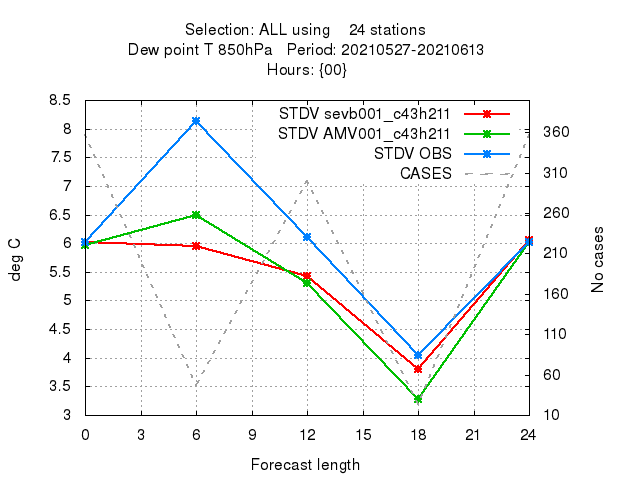 Selection: ALL using    24 stations
Dew point T 850hPa   Period: 20210527-20210613
Hours: {00}
STDV sevb001_c43h211
STDV AMV001_c43h211
STDV OBS
CASES
8.5
8
7.5
7
6.5
6
5.5
5
4.5
4
3.5
3
360
310
260
210
160
110
60
10
deg C
No cases
0 3 6 9 12 15 18 21 24
Forecast length